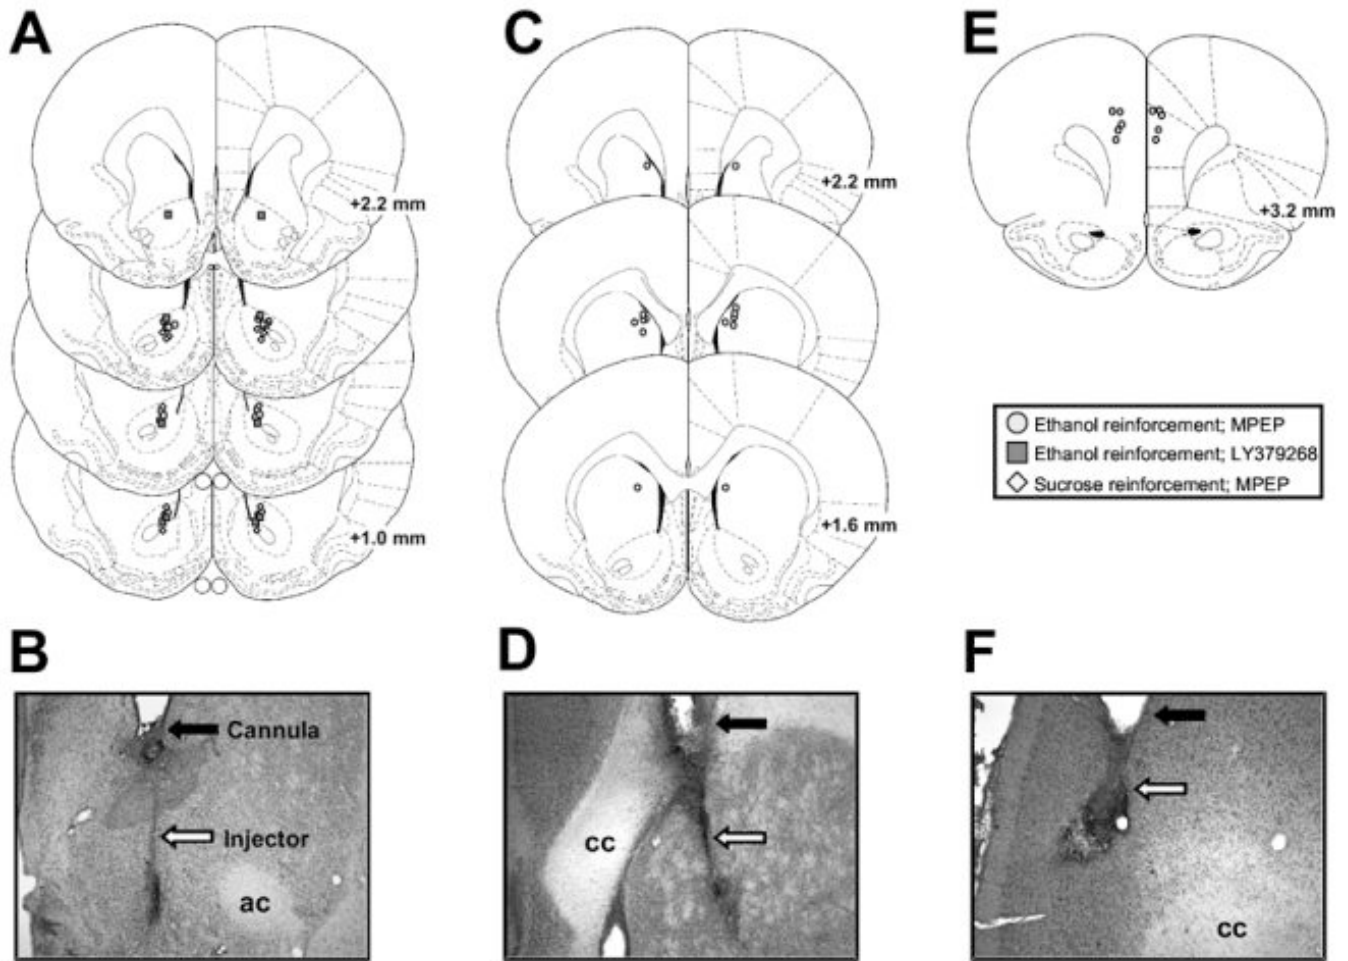 A
C
E
+2.2 mm
+2.2 mm
+3.2 mm
+1.0 mm
+1.6 mm
Ethanol reinforcement; MPEP
Ethanol reinforcement; LY379268
Sucrose reinforcement; MPEP
B
D
F
Cannula
Injector
ac
cc
cc